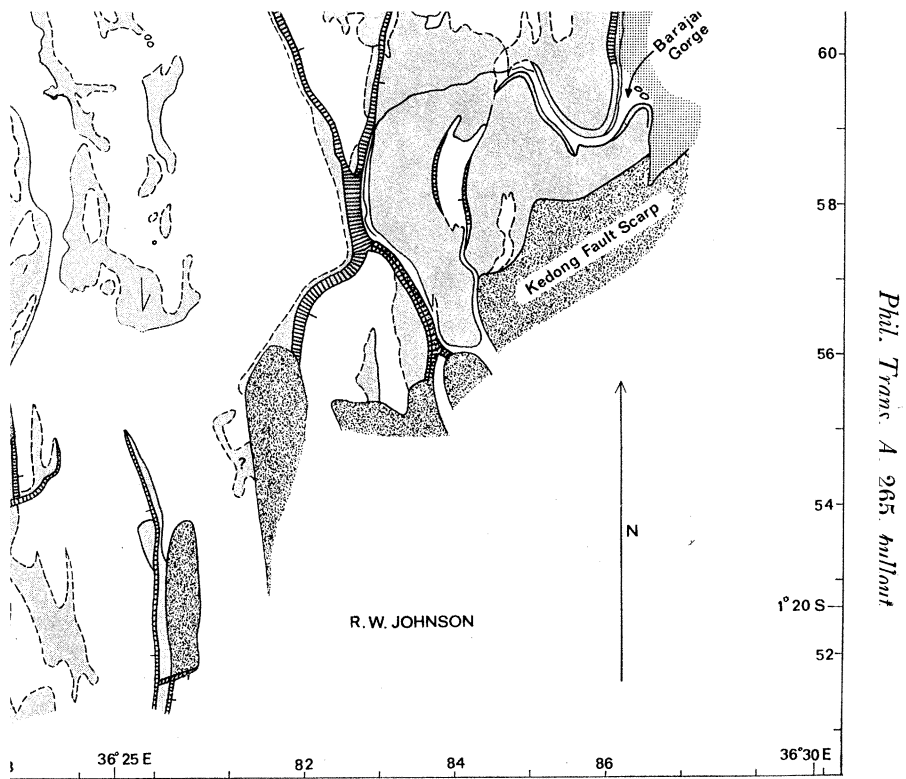 60
Baraja
Gorge
58
Kedong Fault Scarp
56
?
54
N
1° 20 S
R.W. JOHNSON
52
36° 25 E
82
84
86
36° 30 E
Phil. Trans. A. 265.